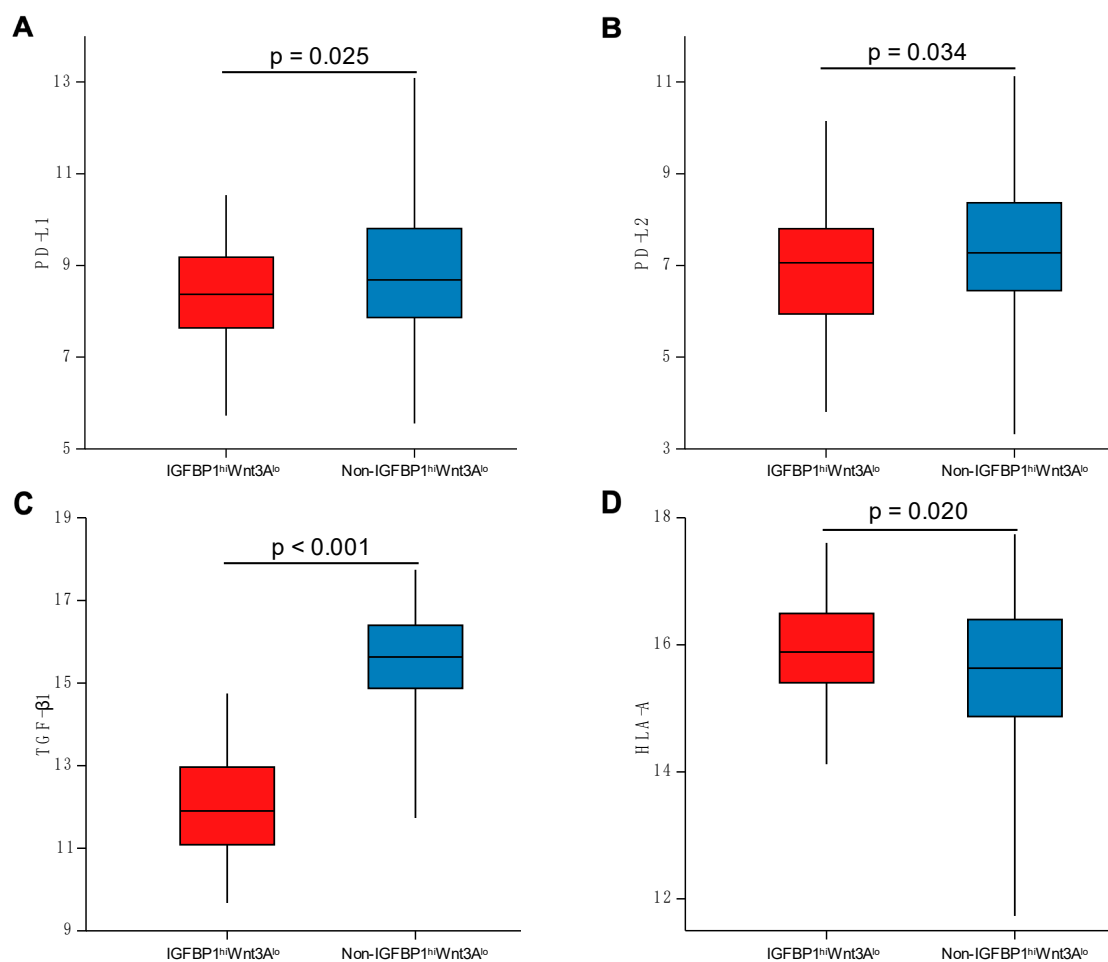 A
p = 0.025
13
11
9
7
5
PD-L1
IGFBP1ʰⁱWnt3Aˡᵒ
Non-IGFBP1ʰⁱWnt3Aˡᵒ
B
p = 0.034
11
9
7
5
3
PD-L2
IGFBP1ʰⁱWnt3Aˡᵒ
Non-IGFBP1ʰⁱWnt3Aˡᵒ
C
p < 0.001
19
17
15
13
11
9
TGF-β1
IGFBP1ʰⁱWnt3Aˡᵒ
Non-IGFBP1ʰⁱWnt3Aˡᵒ
D
p = 0.020
18
16
14
12
HLA-A
IGFBP1ʰⁱWnt3Aˡᵒ
Non-IGFBP1ʰⁱWnt3Aˡᵒ